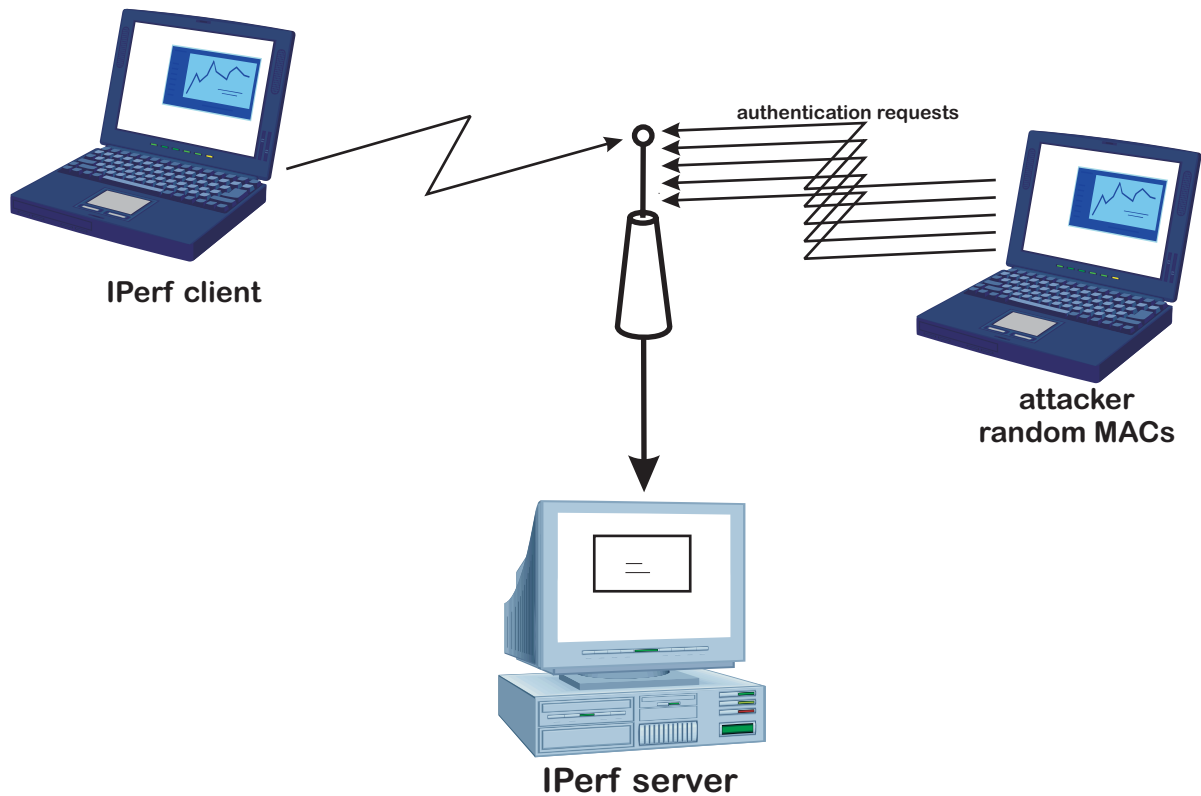 authentication requests
IPerf client
attacker
random MACs
IPerf server